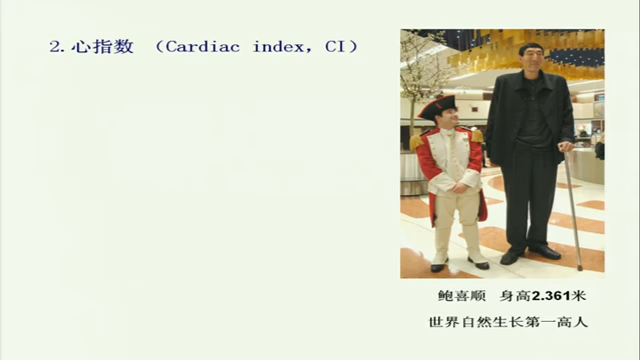 2. 心指数 （Cardiac index，CI）
鲍喜顺  身高2.361米
世界自然生长第一高人